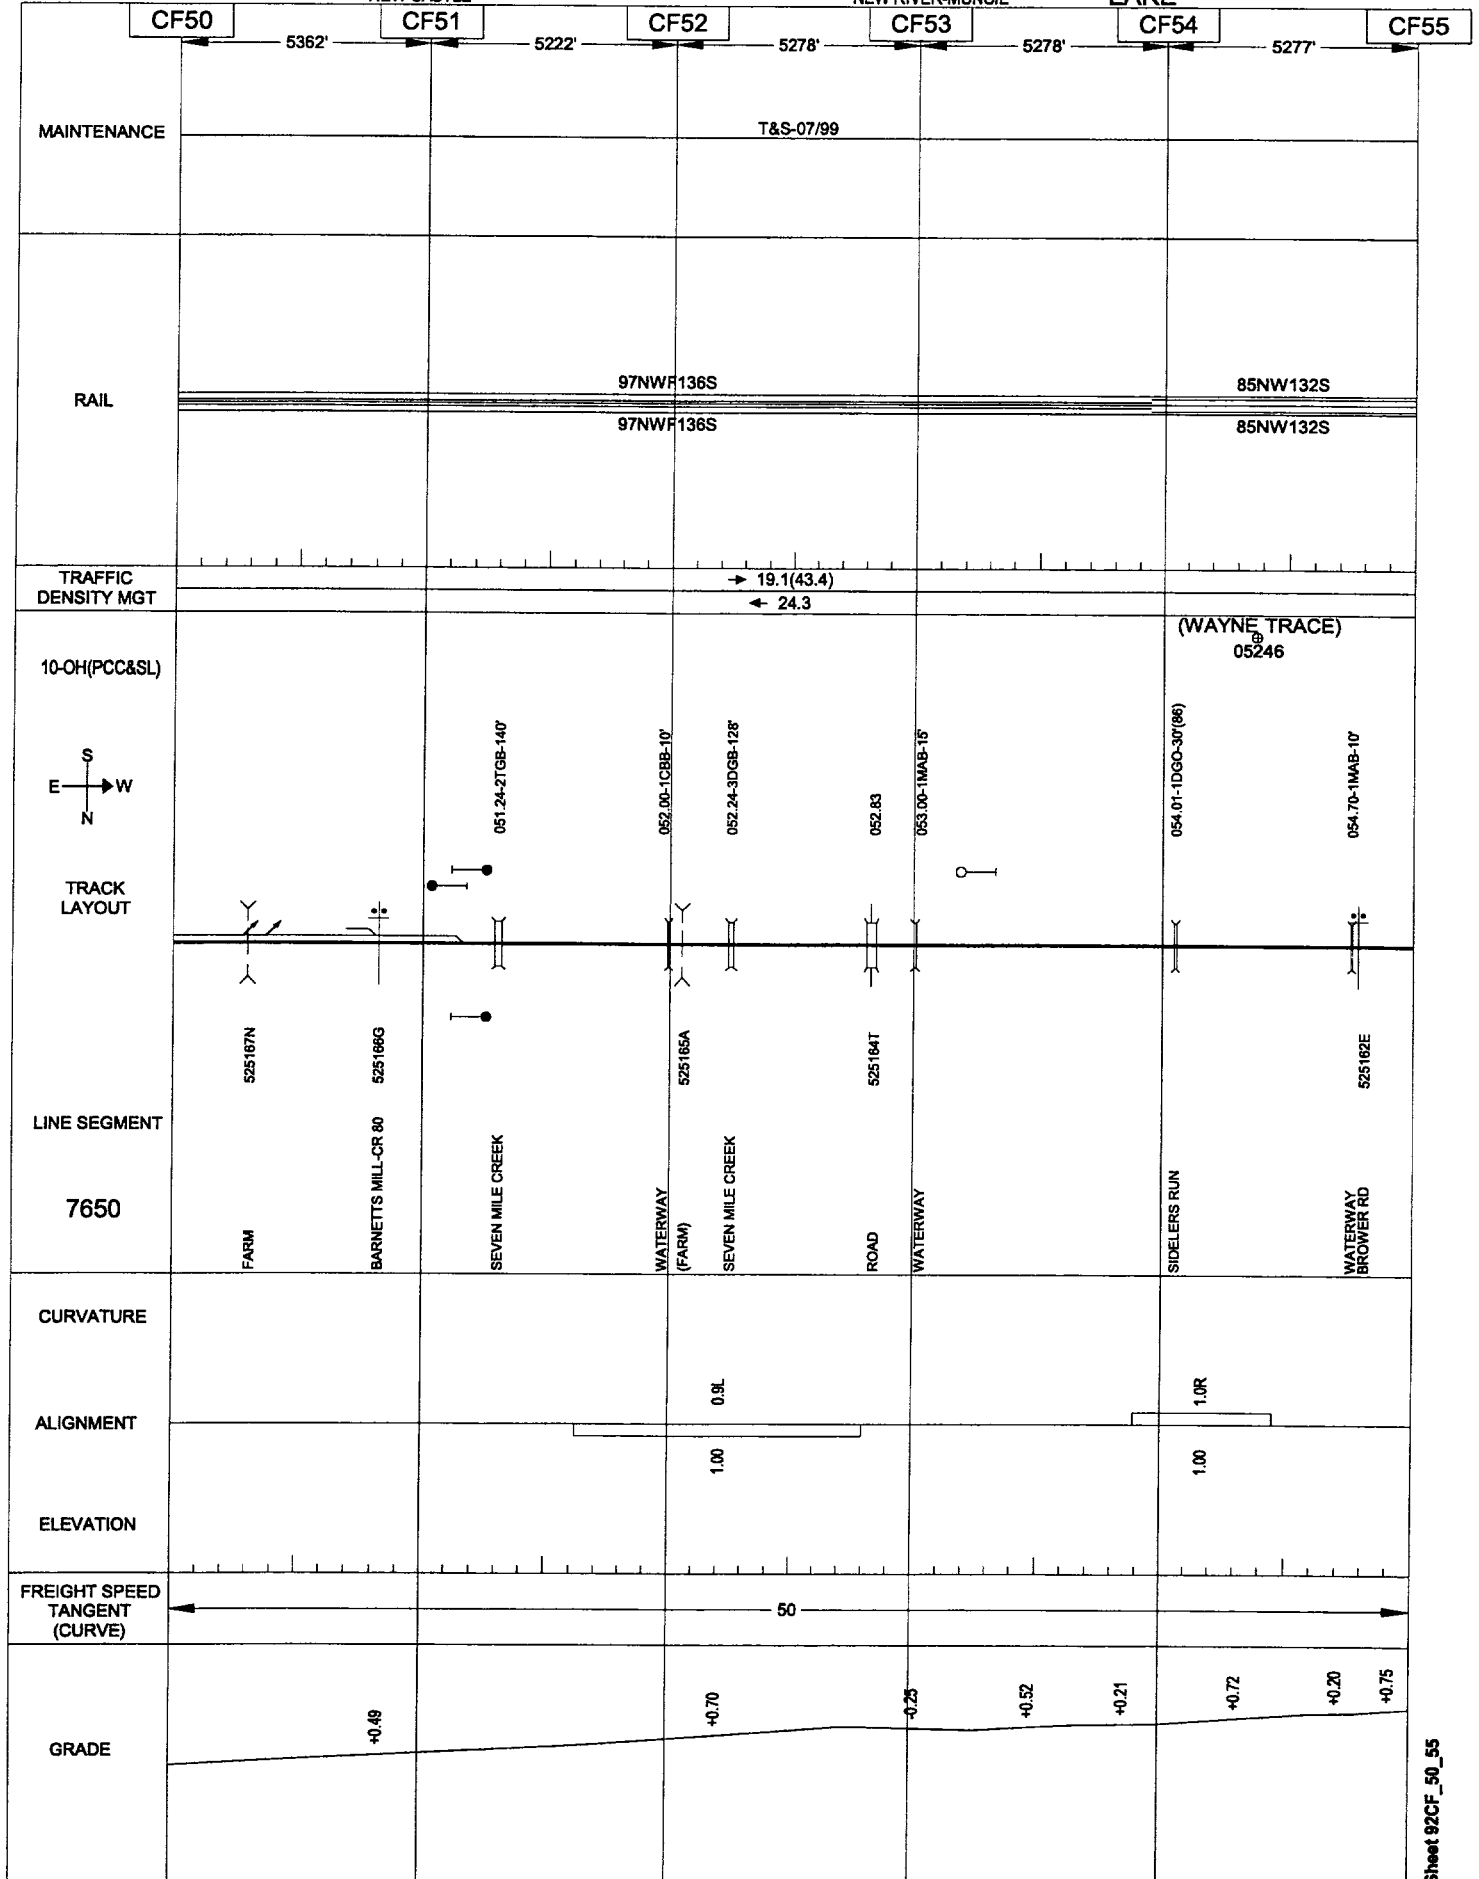 CF50 CF51 CF52 CF53 CF54 CF55
5362' 5222' 5278' 5278' 5277'
MAINTENANCE
T&S-07/99
RAIL
97NWF136S 85NW132S
97NWF136S 85NW132S
TRAFFIC
DENSITY MGT
19.1(43.4)
24.3
(WAYNE TRACE)
05246
10-OH(PCC&SL)
S
E W
N
051.24-2TGB-140'
052.00-1CBB-10'
052.24-3DGB-128'
052.83
053.00-1MAB-15'
054.01-1DGO-30'(86)
054.70-1MAB-10'
TRACK
LAYOUT
525167N
525166G
525165A
525164T
525162E
LINE SEGMENT
7650
FARM
BARNETTS MILL-CR 80
SEVEN MILE CREEK
WATERWAY
(FARM)
SEVEN MILE CREEK
ROAD
WATERWAY
SIDELERS RUN
WATERWAY
BROWER RD
CURVATURE
0.9L
1.0R
ALIGNMENT
1.00
1.00
ELEVATION
FREIGHT SPEED
TANGENT
(CURVE)
50
GRADE
+0.49
+0.70
-0.25
+0.52
+0.21
+0.72
+0.20
+0.75
Sheet 92CF_50_55